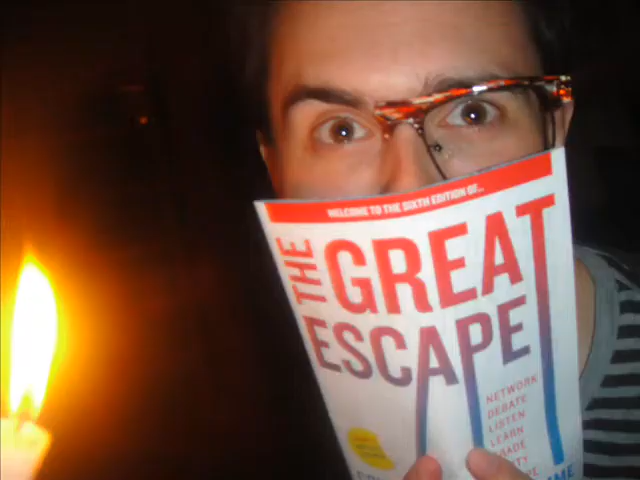 WELCOME TO THE SIXTH EDITION OF...
THE
GREAT
ESCAPE
NETWORK
DEBATE
LISTEN
LEARN